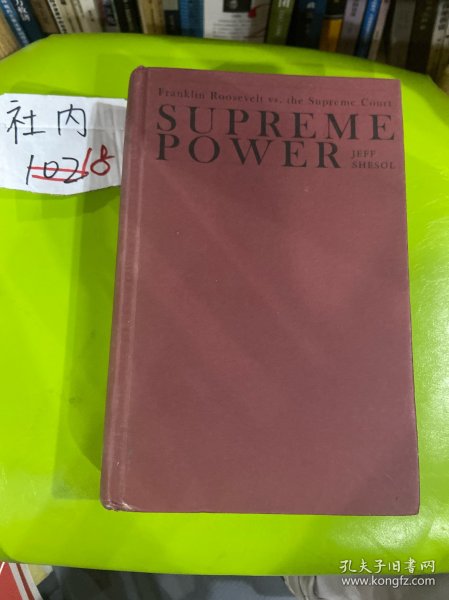 Franklin Roosevelt vs. the Supreme Court
SUPREME
POWER
JEFF
SHESOL
社内
10218
孔夫子旧书网
www.kongfz.com